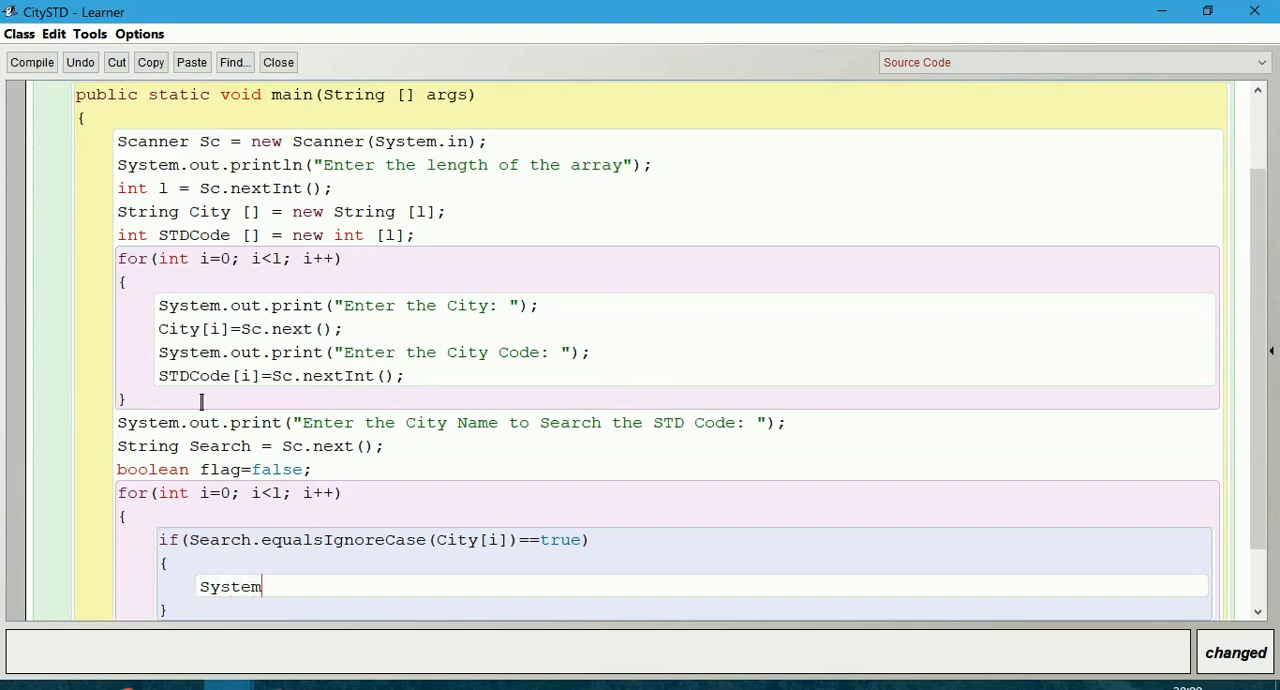 CitySTD - Learner
Class Edit Tools Options
Compile Undo Cut Copy Paste Find... Close Source Code
public static void main(String [] args)
{
Scanner Sc = new Scanner(System.in);
System.out.println("Enter the length of the array");
int l = Sc.nextInt();
String City [] = new String [l];
int STDCode [] = new int [l];
for(int i=0; i<l; i++)
{
System.out.print("Enter the City: ");
City[i]=Sc.next();
System.out.print("Enter the City Code: ");
STDCode[i]=Sc.nextInt();
}
System.out.print("Enter the City Name to Search the STD Code: ");
String Search = Sc.next();
boolean flag=false;
for(int i=0; i<l; i++)
{
if(Search.equalsIgnoreCase(City[i])==true)
{
System
}
changed